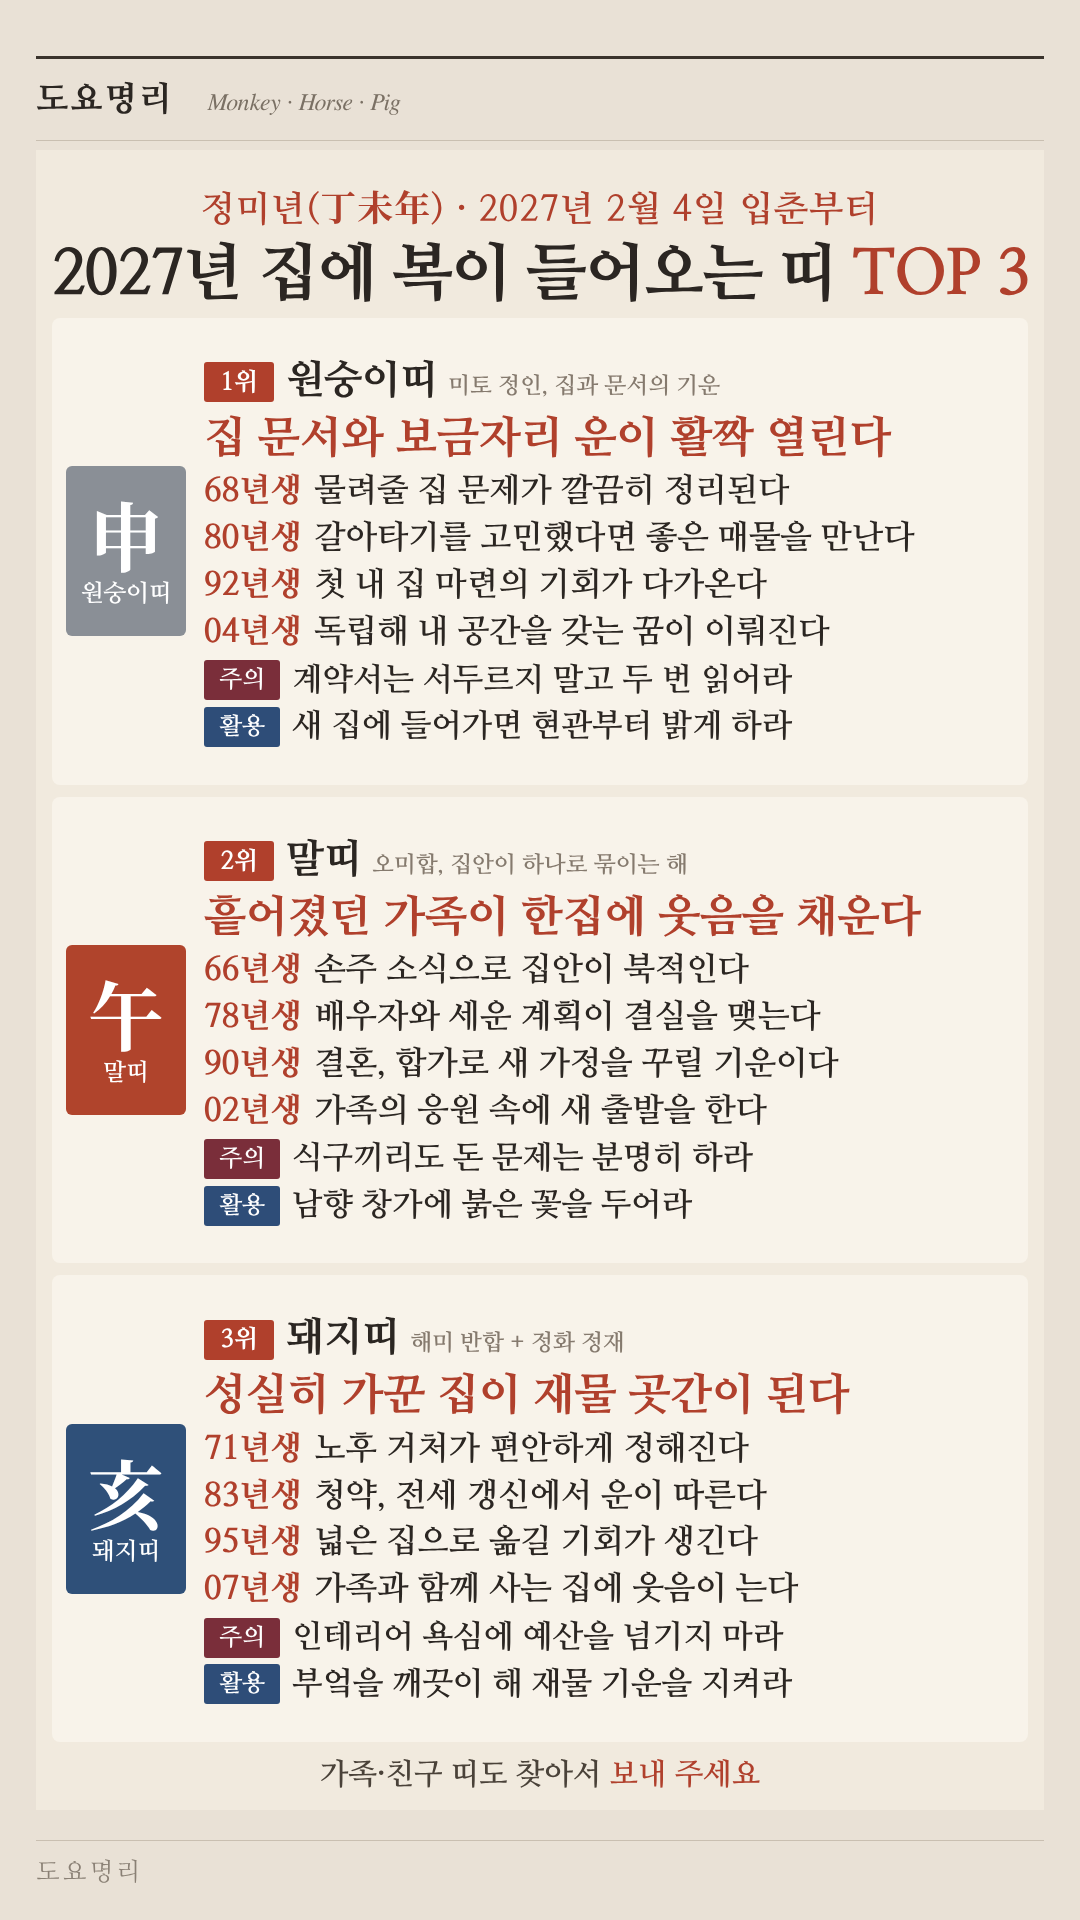 도요명리 Monkey · Horse · Pig
정미년(丁未年) · 2027년 2월 4일 입춘부터
2027년 집에 복이 들어오는 띠 TOP 3
1위 원숭이띠 미토 정인, 집과 문서의 기운
집 문서와 보금자리 운이 활짝 열린다
申
원숭이띠
68년생 물려줄 집 문제가 깔끔히 정리된다
80년생 갈아타기를 고민했다면 좋은 매물을 만난다
92년생 첫 내 집 마련의 기회가 다가온다
04년생 독립해 내 공간을 갖는 꿈이 이뤄진다
주의 계약서는 서두르지 말고 두 번 읽어라
활용 새 집에 들어가면 현관부터 밝게 하라
2위 말띠 오미합, 집안이 하나로 묶이는 해
흩어졌던 가족이 한집에 웃음을 채운다
午
말띠
66년생 손주 소식으로 집안이 북적인다
78년생 배우자와 세운 계획이 결실을 맺는다
90년생 결혼, 합가로 새 가정을 꾸릴 기운이다
02년생 가족의 응원 속에 새 출발을 한다
주의 식구끼리도 돈 문제는 분명히 하라
활용 남향 창가에 붉은 꽃을 두어라
3위 돼지띠 해미 반합 + 정화 정재
성실히 가꾼 집이 재물 곳간이 된다
亥
돼지띠
71년생 노후 거처가 편안하게 정해진다
83년생 청약, 전세 갱신에서 운이 따른다
95년생 넓은 집으로 옮길 기회가 생긴다
07년생 가족과 함께 사는 집에 웃음이 는다
주의 인테리어 욕심에 예산을 넘기지 마라
활용 부엌을 깨끗이 해 재물 기운을 지켜라
가족·친구 띠도 찾아서 보내 주세요
도요명리